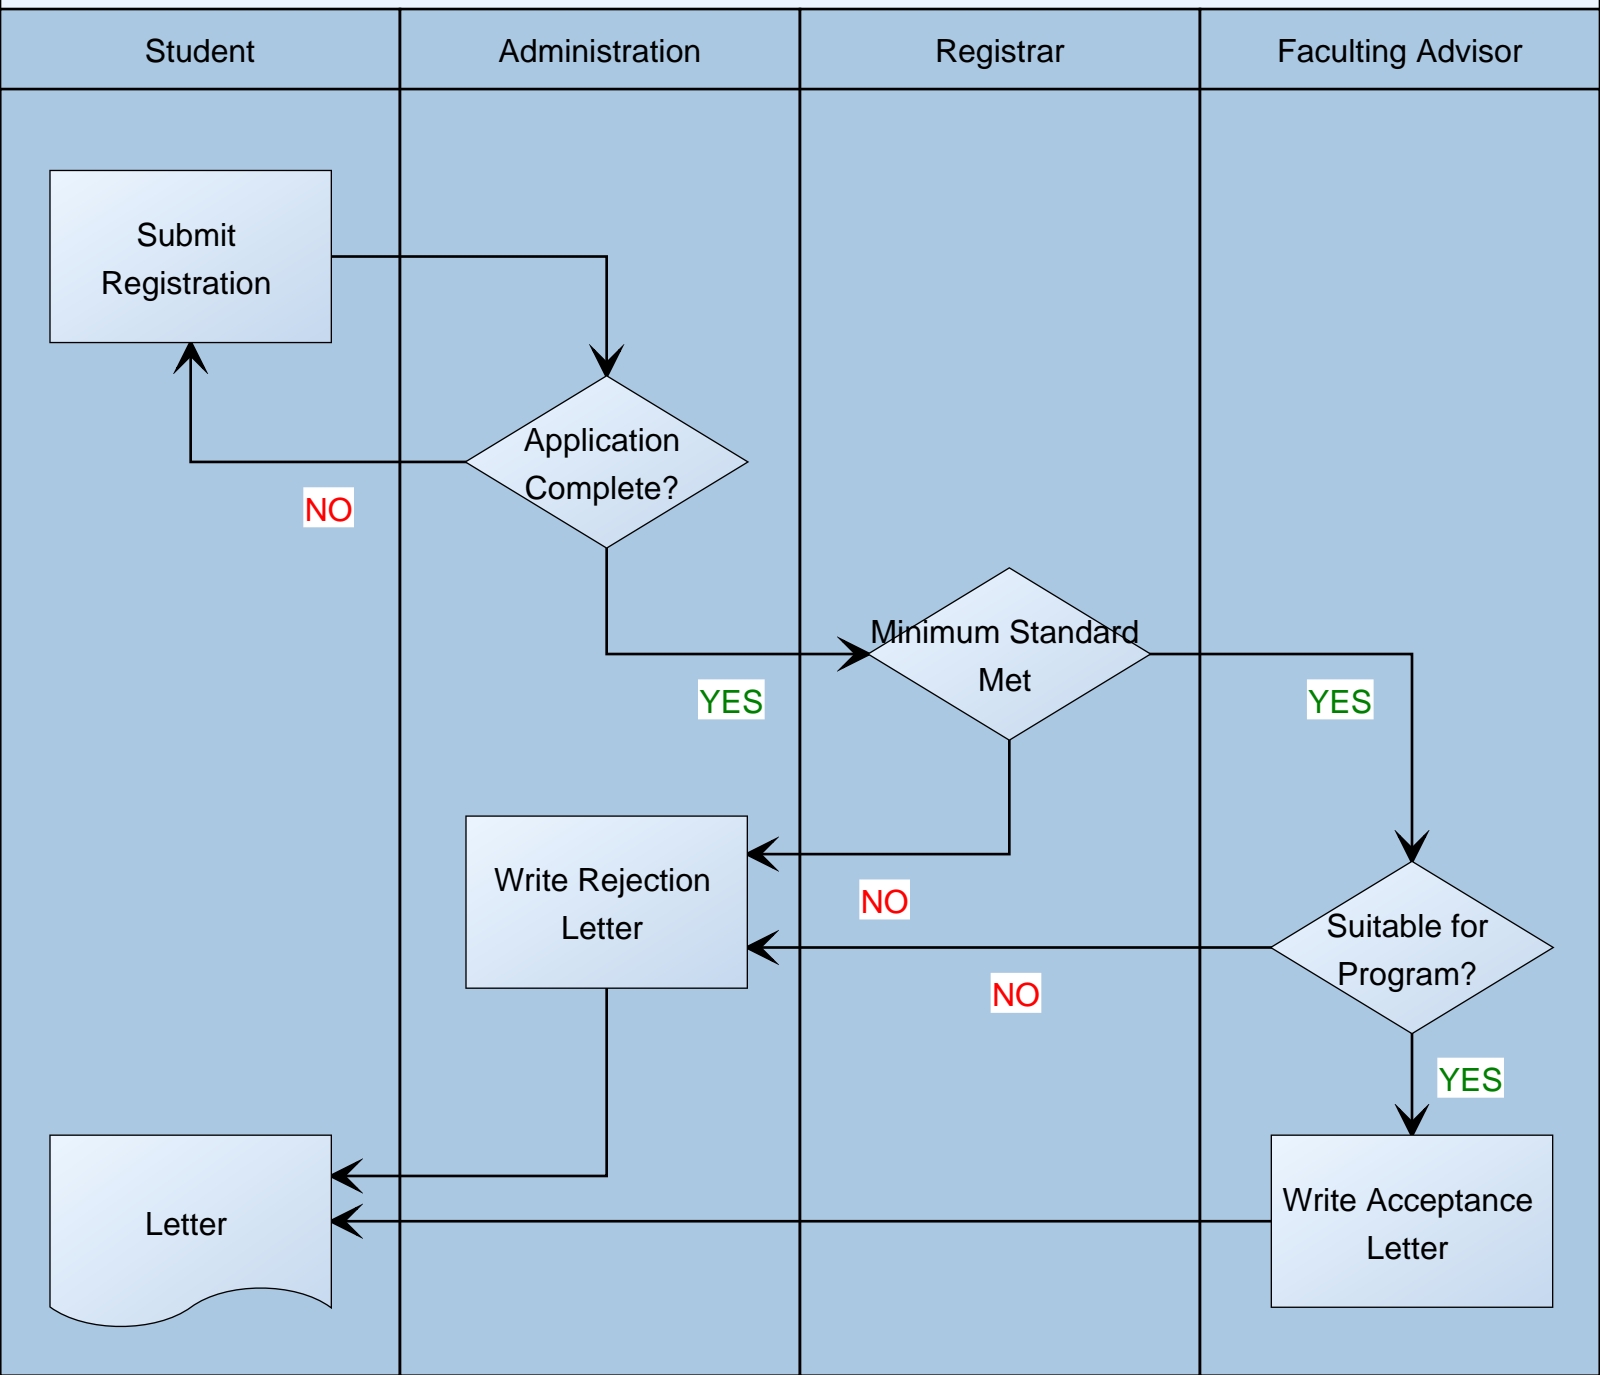 Student
Administration
Registrar
Faculting Advisor
Submit
Registration
Application
Complete?
NO
Minimum Standard
Met
YES
YES
Write Rejection
Letter
NO
Suitable for
Program?
NO
YES
Letter
Write Acceptance
Letter